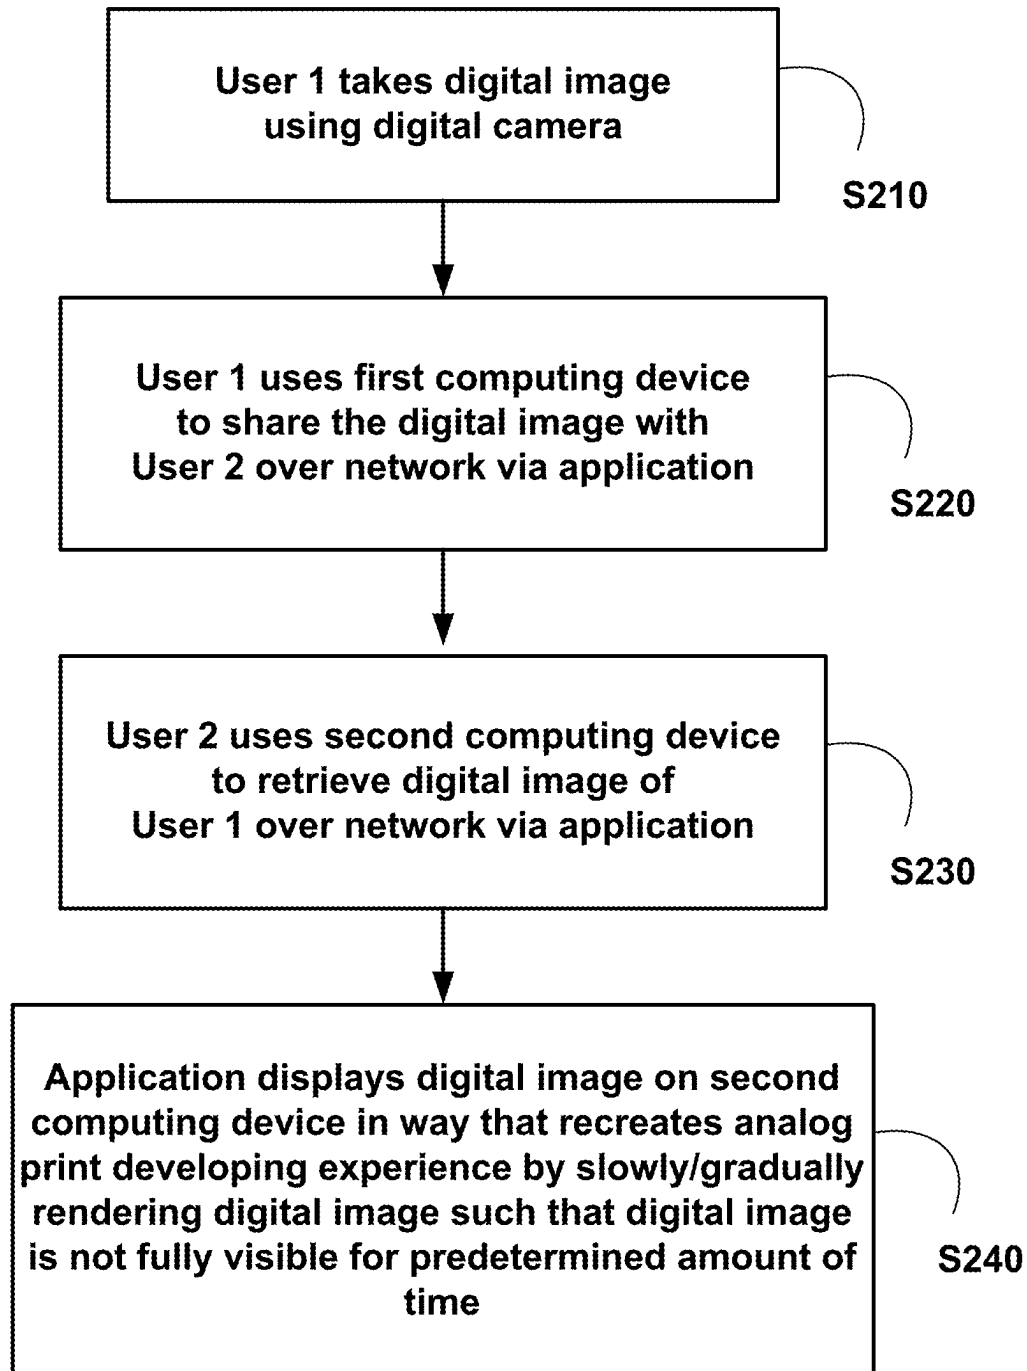 User 1 takes digital image
using digital camera
S210
User 1 uses first computing device
to share the digital image with
User 2 over network via application
S220
User 2 uses second computing device
to retrieve digital image of
User 1 over network via application
S230
Application displays digital image on second
computing device in way that recreates analog
print developing experience by slowly/gradually
rendering digital image such that digital image
is not fully visible for predetermined amount of
time
S240